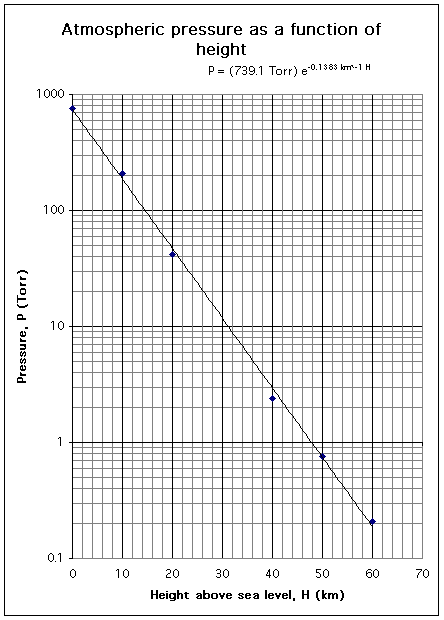 Atmospheric pressure as a function of
height
P = (739.1 Torr) e-0.1383 km^-1 H
1000
100
10
1
0.1
Pressure, P (Torr)
0 10 20 30 40 50 60 70
Height above sea level, H (km)